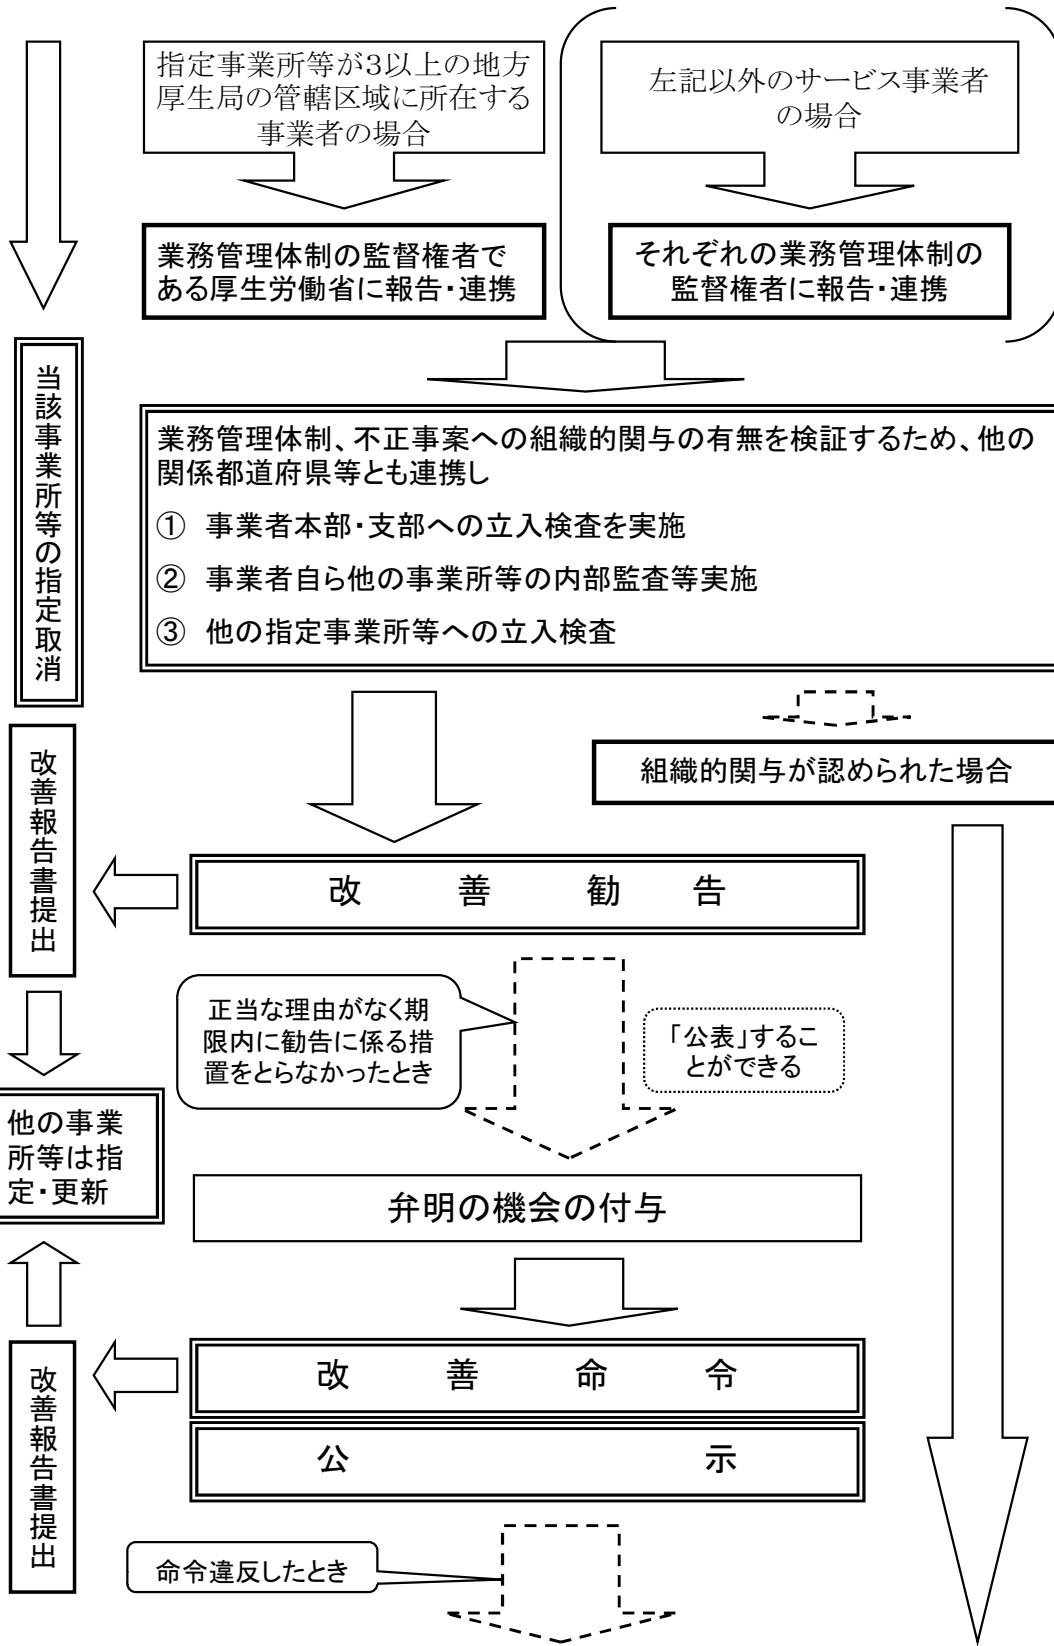 指定事業所等が3以上の地方
厚生局の管轄区域に所在する
事業者の場合
左記以外のサービス事業者
の場合
業務管理体制の監督権者で
ある厚生労働省に報告・連携
それぞれの業務管理体制の
監督権者に報告・連携
当該事業所等の指定取消
業務管理体制、不正事案への組織的関与の有無を検証するため、他の
関係都道府県等とも連携し
① 事業者本部・支部への立入検査を実施
② 事業者自ら他の事業所等の内部監査等実施
③ 他の指定事業所等への立入検査
組織的関与が認められた場合
改善報告書提出
改善勧告
正当な理由がなく期
限内に勧告に係る措
置をとらなかったとき
「公表」するこ
とができる
他の事業
所等は指
定・更新
弁明の機会の付与
改善命令
公示
改善報告書提出
命令違反したとき